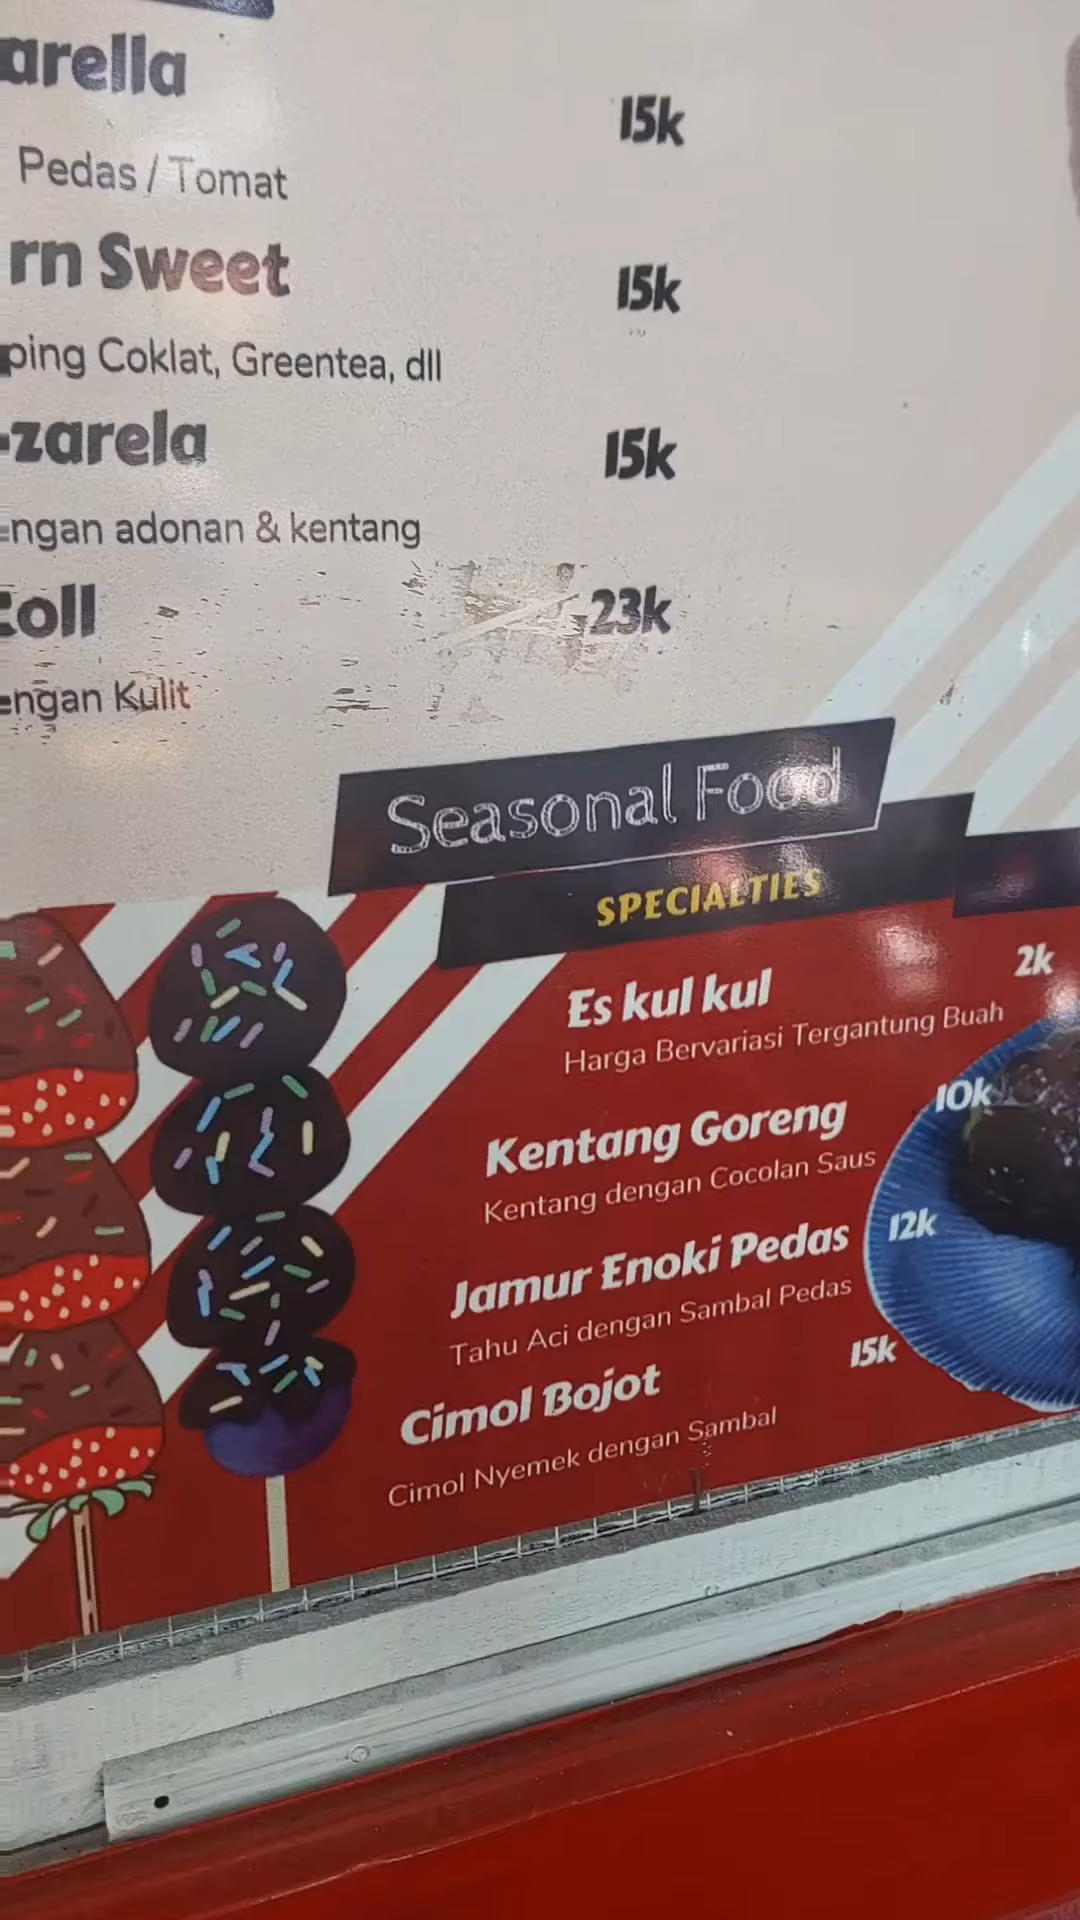 arella
15k
Pedas / Tomat
rn Sweet
15k
ping Coklat, Greentea, dll
-zarela
15k
engan adonan & kentang
oll
23k
engan Kulit
Seasonal Food
SPECIALTIES
Es kul kul
2k
Harga Bervariasi Tergantung Buah
Kentang Goreng
10k
Kentang dengan Cocolan Saus
Jamur Enoki Pedas
12k
Tahu Aci dengan Sambal Pedas
Cimol Bojot
15k
Cimol Nyemek dengan Sambal